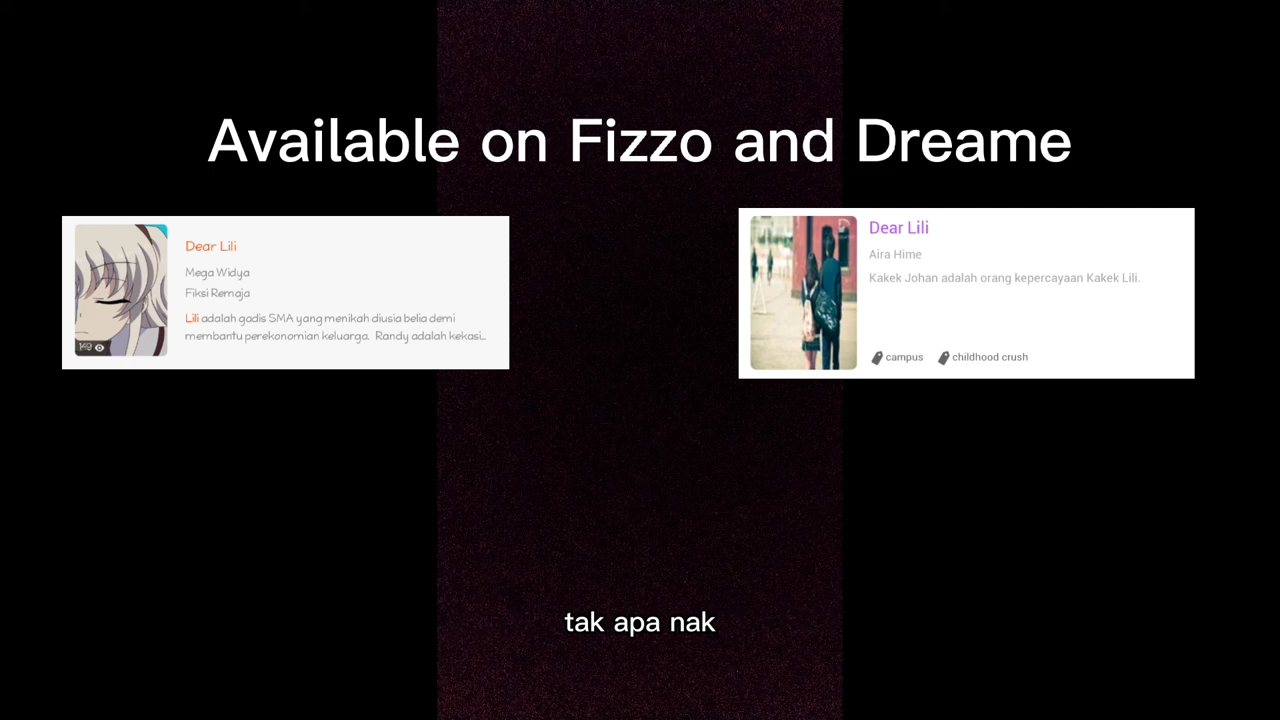 Available on Fizzo and Dreame
Dear Lili
Mega Widya
Fiksi Remaja
Lili adalah gadis SMA yang menikah diusia belia demi
membantu perekonomian keluarga. Randy adalah kekasi...
149
Dear Lili
Aira Hime
Kakek Johan adalah orang kepercayaan Kakek Lili.
campus
childhood crush
tak apa nak